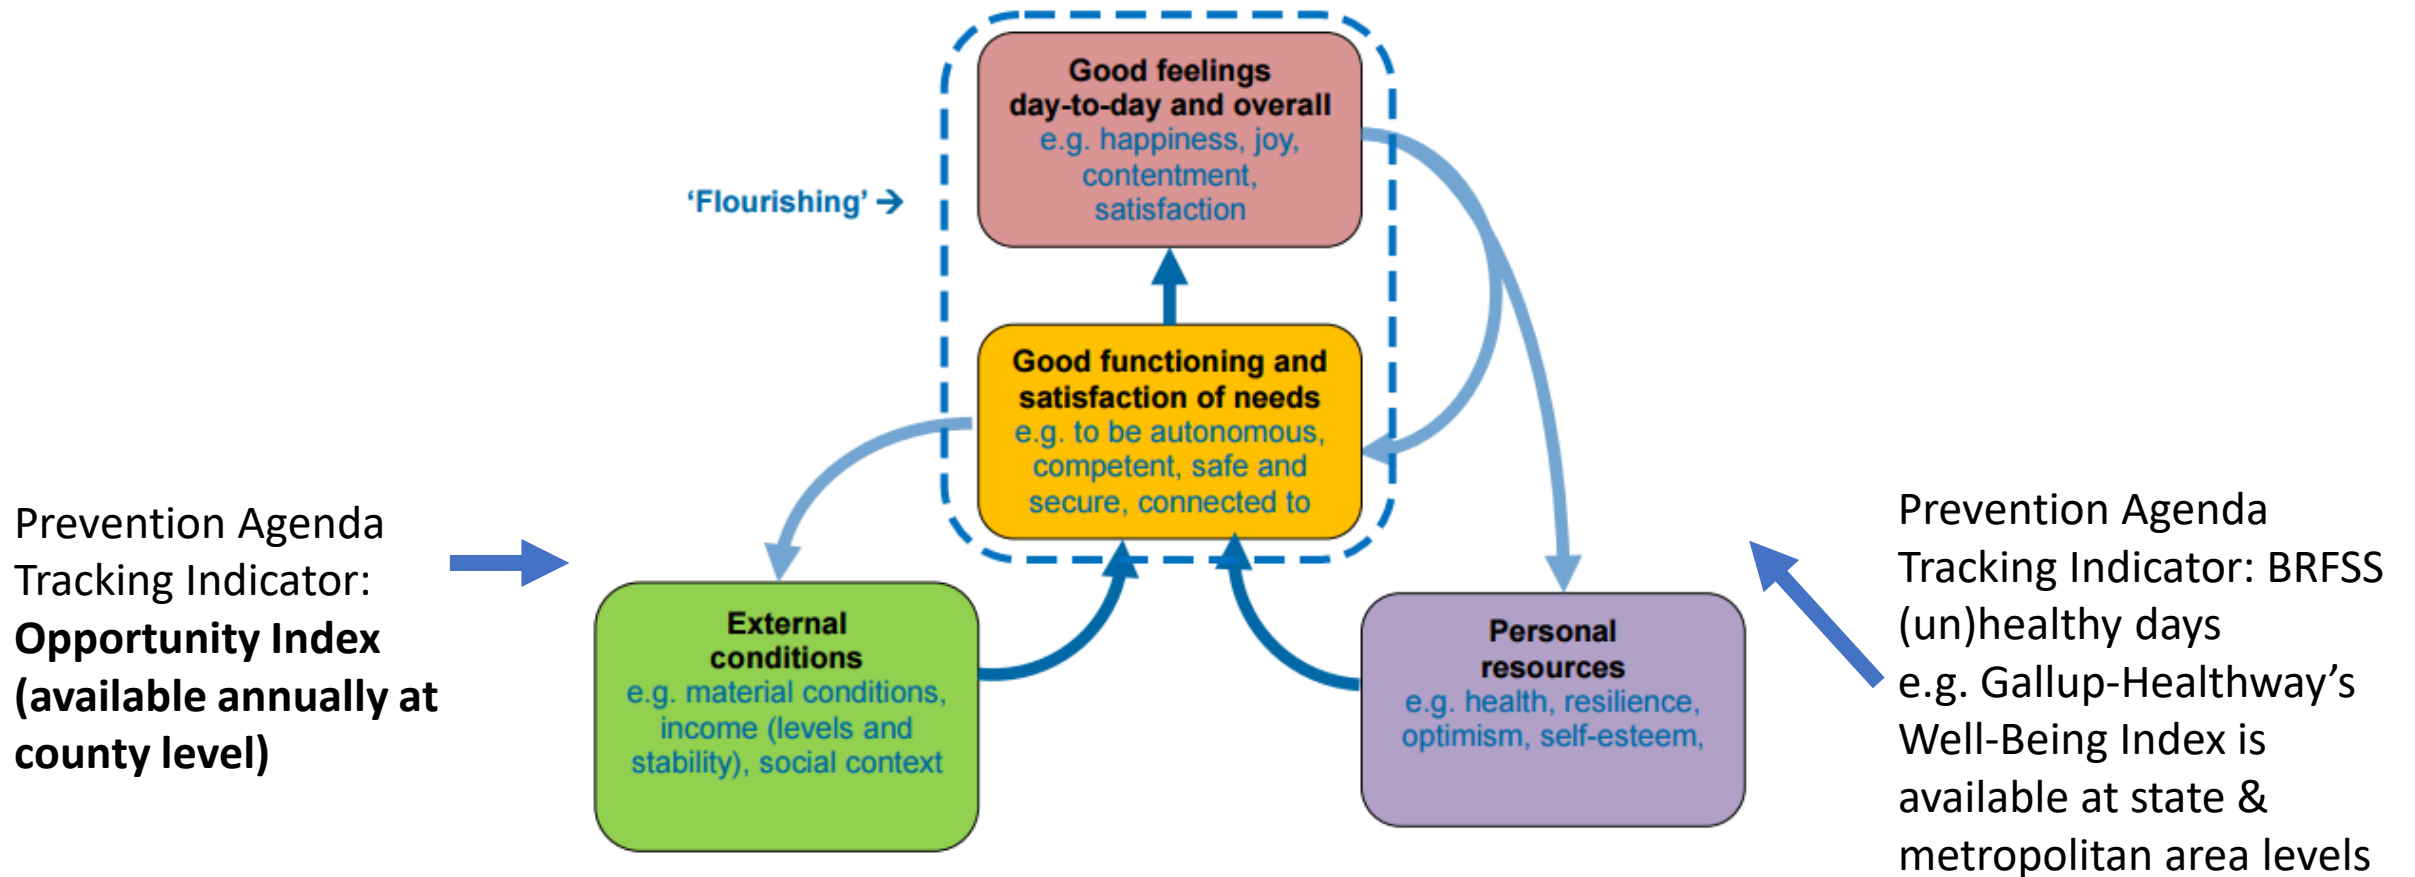 Good feelings
day-to-day and overall
e.g. happiness, joy,
contentment,
satisfaction
‘Flourishing’ →
Good functioning and
satisfaction of needs
e.g. to be autonomous,
competent, safe and
secure, connected to
Prevention Agenda
Tracking Indicator:
Opportunity Index
(available annually at
county level)
External
conditions
e.g. material conditions,
income (levels and
stability), social context
Personal
resources
e.g. health, resilience,
optimism, self-esteem,
Prevention Agenda
Tracking Indicator: BRFSS
(un)healthy days
e.g. Gallup-Healthway’s
Well-Being Index is
available at state &
metropolitan area levels